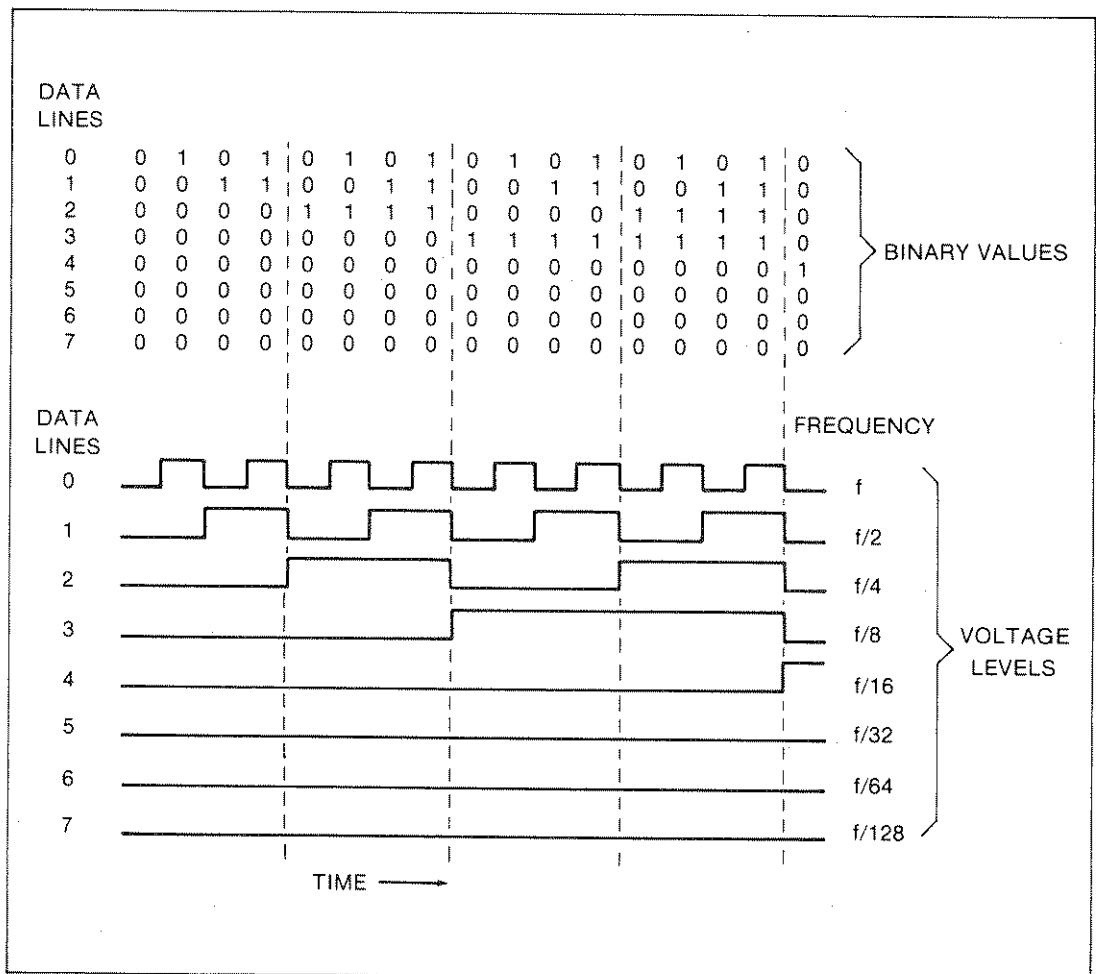 DATA
LINES
0 0 1 0 1 0 1 0 1 0 1 0 1 0 1 0 1 0
1 0 0 1 1 0 0 1 1 0 0 1 1 0 0 1 1 0
2 0 0 0 0 1 1 1 1 0 0 0 0 1 1 1 1 0
3 0 0 0 0 0 0 0 0 1 1 1 1 1 1 1 1 0
4 0 0 0 0 0 0 0 0 0 0 0 0 0 0 0 0 1
5 0 0 0 0 0 0 0 0 0 0 0 0 0 0 0 0 0
6 0 0 0 0 0 0 0 0 0 0 0 0 0 0 0 0 0
7 0 0 0 0 0 0 0 0 0 0 0 0 0 0 0 0 0
BINARY VALUES
DATA
LINES
FREQUENCY
0 f
1 f/2
2 f/4
3 f/8
4 f/16
5 f/32
6 f/64
7 f/128
VOLTAGE
LEVELS
TIME